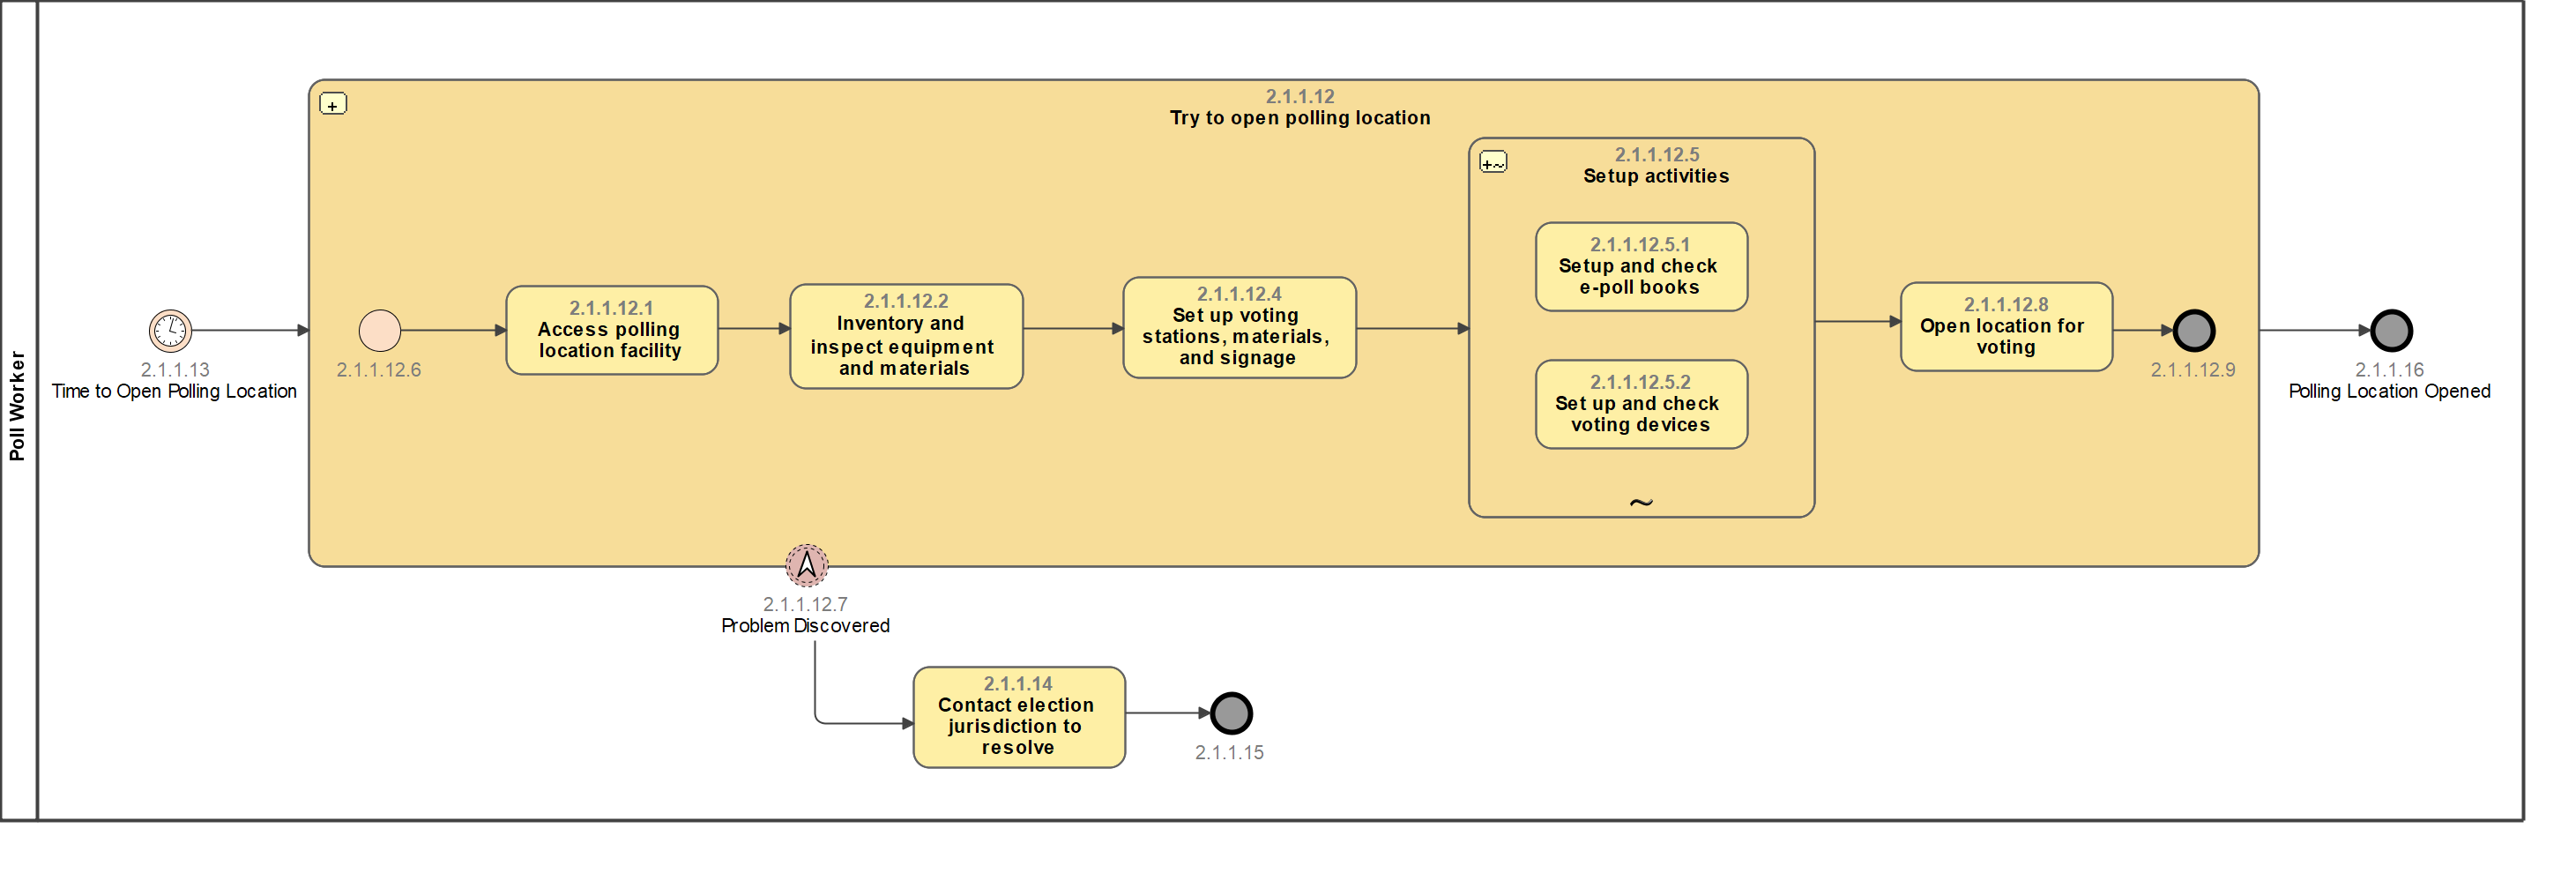 Poll Worker
2.1.1.13
Time to Open Polling Location
2.1.1.12
Try to open polling location
2.1.1.12.6
2.1.1.12.1
Access polling
location facility
2.1.1.12.2
Inventory and
inspect equipment
and materials
2.1.1.12.4
Set up voting
stations, materials,
and signage
2.1.1.12.5
Setup activities
2.1.1.12.5.1
Setup and check
e-poll books
2.1.1.12.5.2
Set up and check
voting devices
~
2.1.1.12.8
Open location for
voting
2.1.1.12.9
2.1.1.16
Polling Location Opened
2.1.1.12.7
Problem Discovered
2.1.1.14
Contact election
jurisdiction to
resolve
2.1.1.15